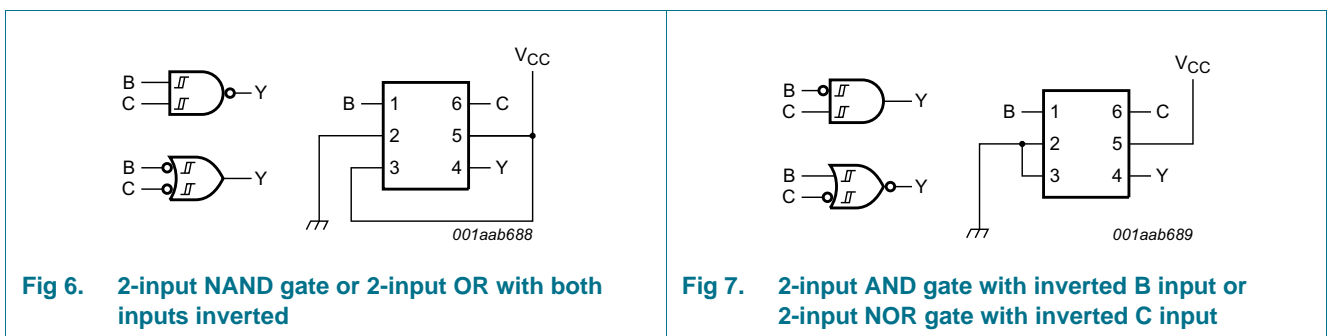 V_CC
B
C
Y
B 1 6 C
2 5
3 4 Y
B
C
Y
001aab688
Fig 6. 2-input NAND gate or 2-input OR with both
inputs inverted
V_CC
B
C
Y
B 1 6 C
2 5
3 4 Y
B
C
Y
001aab689
Fig 7. 2-input AND gate with inverted B input or
2-input NOR gate with inverted C input